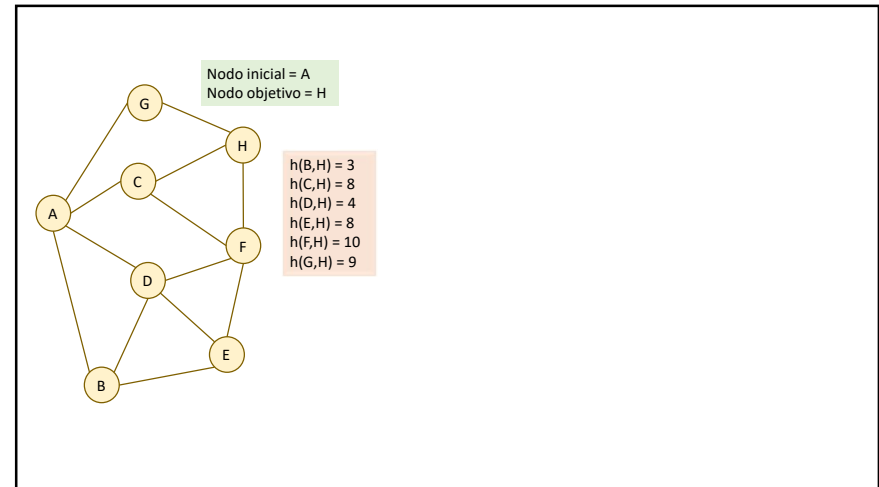 Nodo inicial = A
Nodo objetivo = H
G
H
C
A
F
D
E
B
h(B,H) = 3
h(C,H) = 8
h(D,H) = 4
h(E,H) = 8
h(F,H) = 10
h(G,H) = 9